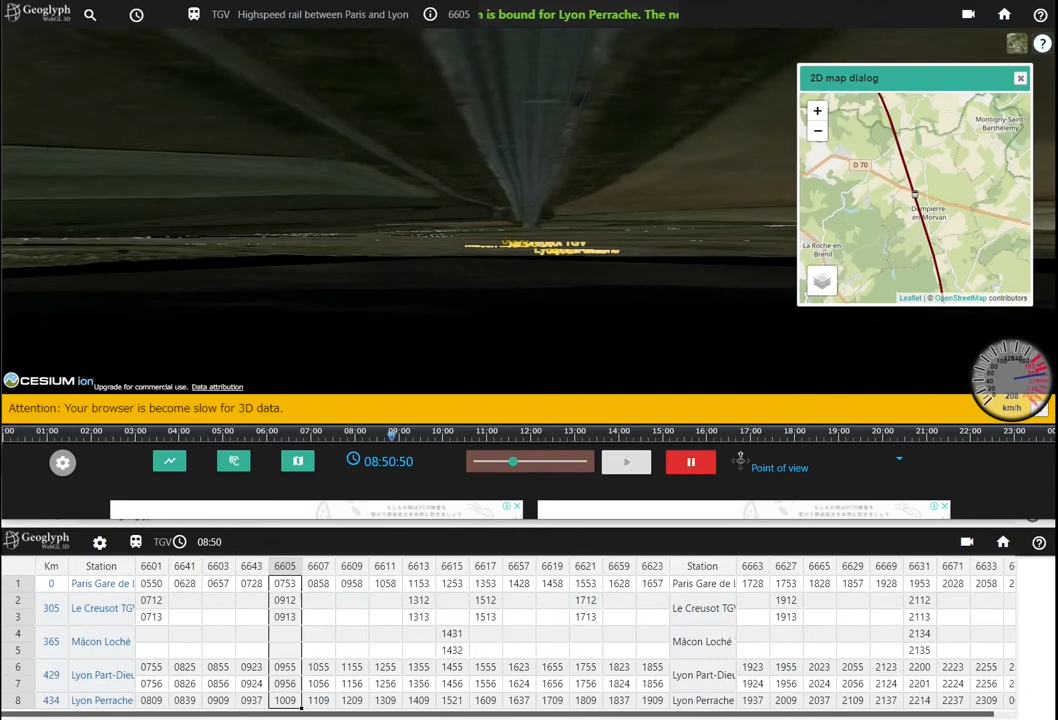 Geoglyph
WebGL 3D
TGV Highspeed rail between Paris and Lyon 6605 n is bound for Lyon Perrache. The ne
2D map dialog
+
−
Montigny-Saint
Barthélemy
D 70
Dompierre-
en-Morvan
La Roche-en
Brenil
Leaflet | © OpenStreetMap contributors
CESIUM ion Upgrade for commercial use. Data attribution
208
km/h
Attention: Your browser is become slow for 3D data.
:00 01:00 02:00 03:00 04:00 05:00 06:00 07:00 08:00 09:00 10:00 11:00 12:00 13:00 14:00 15:00 16:00 17:00 18:00 19:00 20:00 21:00 22:00 23:00 00
08:50:50
Point of view
Geoglyph
WebGL 3D
TGV 08:50
Km Station 6601 6641 6603 6643 6605 6607 6609 6611 6613 6615 6617 6657 6619 6621 6659 6623 Station 6663 6627 6665 6629 6653 6631 6671 6633 6
1 0 Paris Gare de L 0550 0628 0657 0728 0753 0858 0958 1058 1153 1253 1353 1428 1458 1553 1628 1657 Paris Gare de L 1728 1753 1828 1857 1928 1953 2028 2058 2
2 305 Le Creusot TGV 0712 0912 1312 1512 1712 Le Creusot TGV 1912 2112
3 0713 0913 1313 1513 1713 1913 2113
4 365 Mâcon Loché 1431 Mâcon Loché 2134
5 1432 2135
6 429 Lyon Part-Dieu 0755 0825 0855 0923 0955 1055 1155 1255 1355 1455 1555 1623 1655 1755 1823 1855 Lyon Part-Dieu 1923 1955 2023 2055 2123 2200 2223 2255 2
7 0756 0826 0856 0924 0956 1056 1156 1256 1356 1456 1556 1624 1656 1756 1824 1856 1924 1956 2024 2056 2124 2201 2224 2256 2
8 434 Lyon Perrache 0809 0839 0909 0937 1009 1109 1209 1309 1409 1521 1609 1637 1709 1809 1837 1909 Lyon Perrache 1937 2009 2037 2109 2137 2214 2237 2309 0